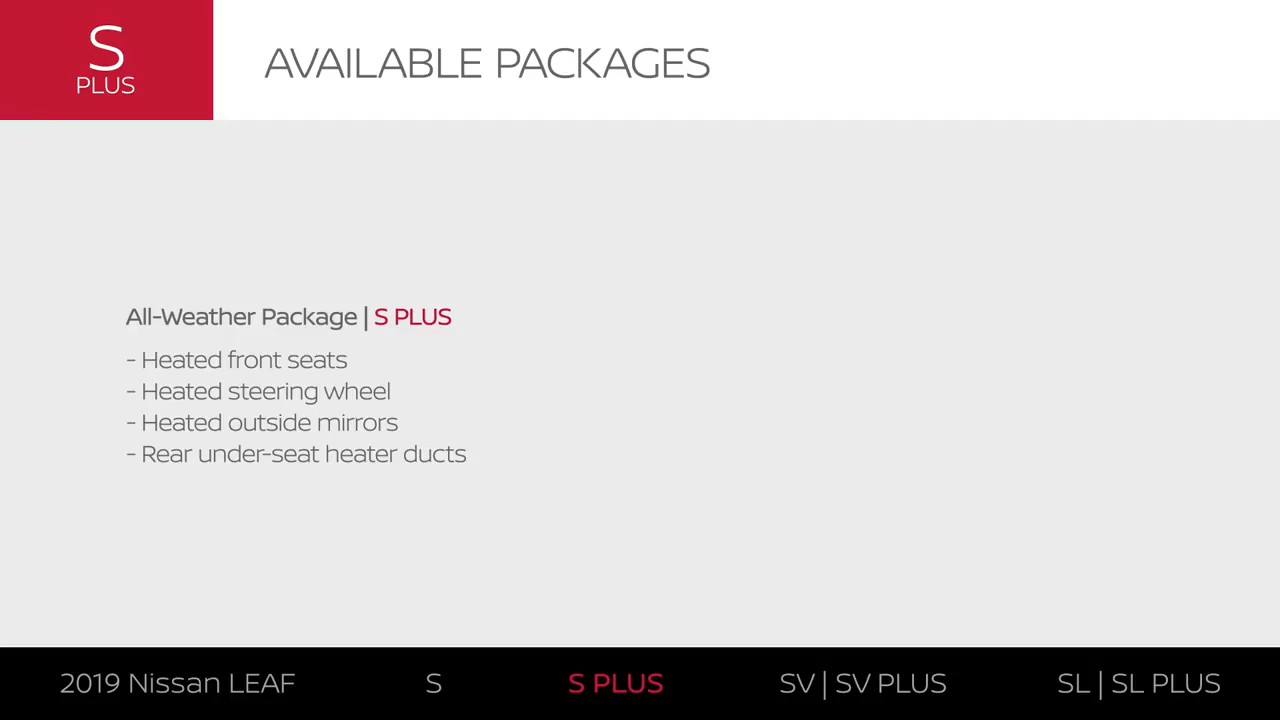 S
PLUS
AVAILABLE PACKAGES
All-Weather Package | S PLUS
- Heated front seats
- Heated steering wheel
- Heated outside mirrors
- Rear under-seat heater ducts
2019 Nissan LEAF S S PLUS SV | SV PLUS SL | SL PLUS